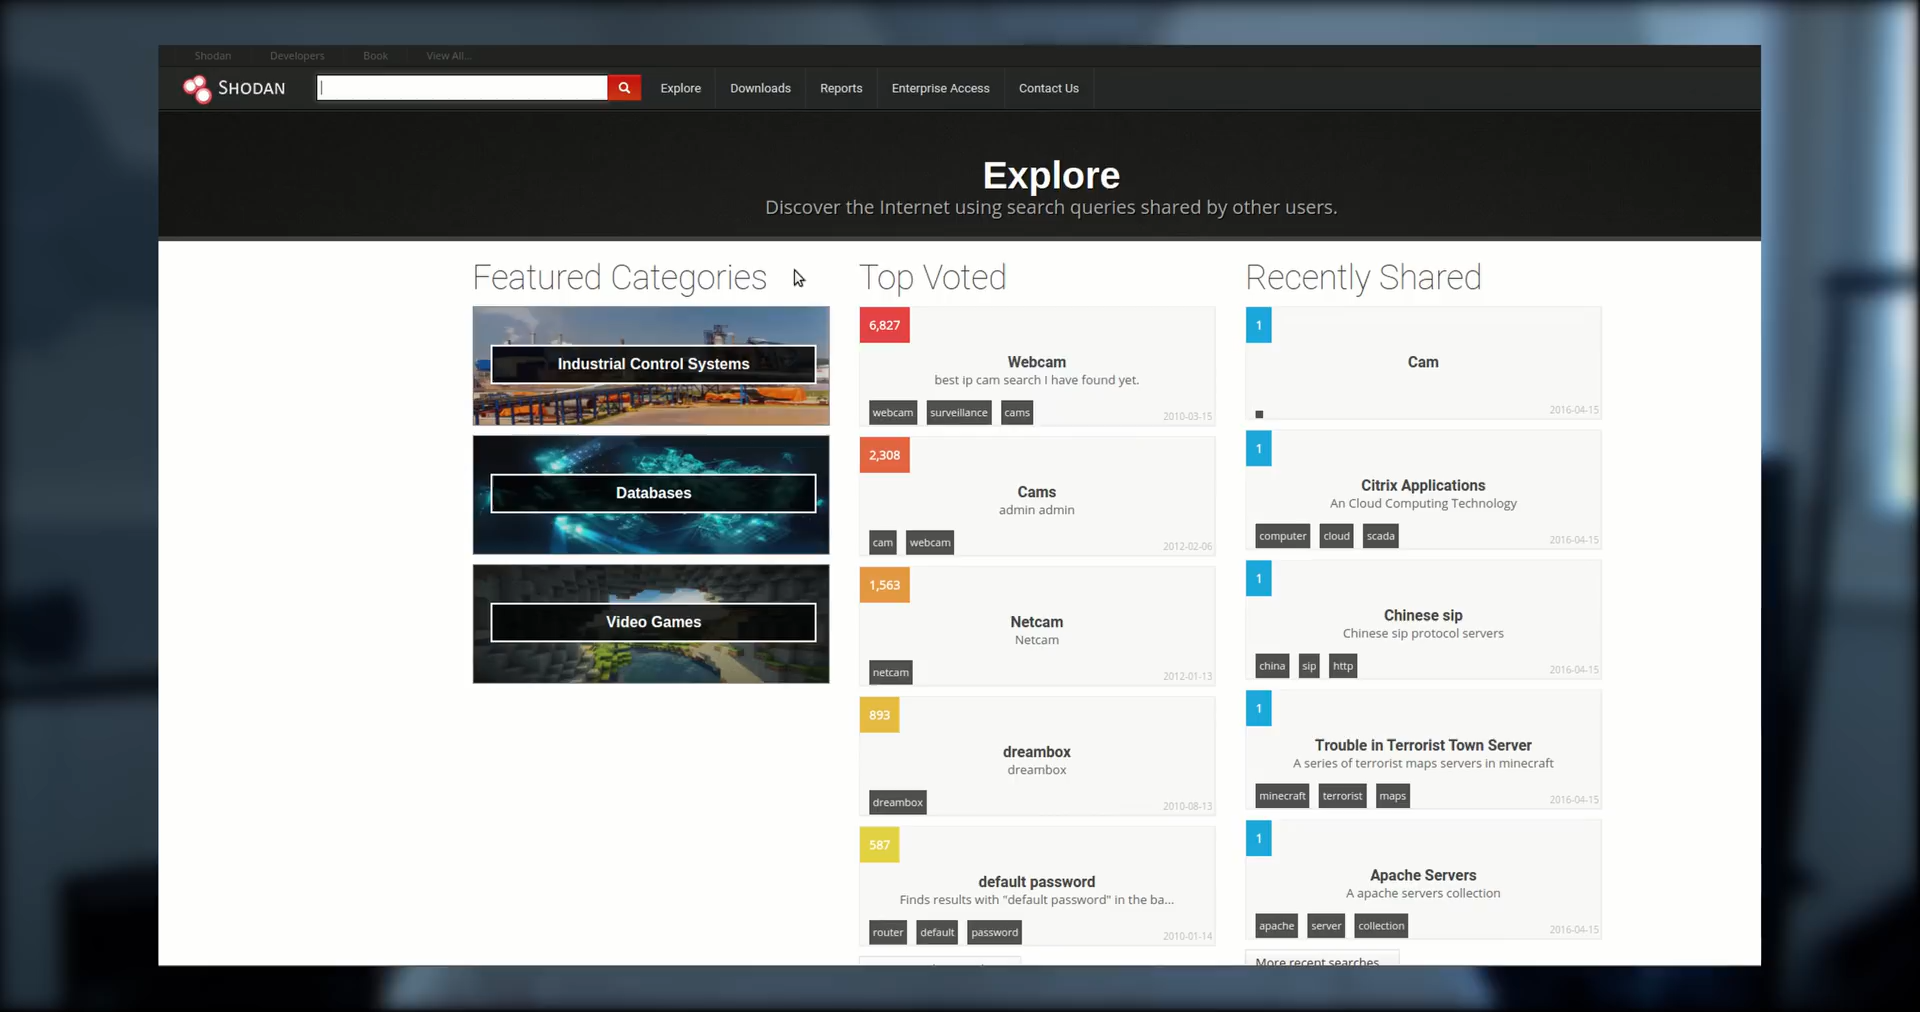 Shodan Developers Book View All...
SHODAN Explore Downloads Reports Enterprise Access Contact Us
Explore
Discover the Internet using search queries shared by other users.
Featured Categories
Industrial Control Systems
Databases
Video Games
Top Voted
6,827
Webcam
best ip cam search I have found yet.
webcam surveillance cams
2010-03-15
2,308
Cams
admin admin
cam webcam
2012-02-06
1,563
Netcam
Netcam
netcam
2012-01-13
893
dreambox
dreambox
dreambox
2010-08-13
587
default password
Finds results with "default password" in the ba...
router default password
2010-01-14
Recently Shared
1
Cam
2016-04-15
1
Citrix Applications
An Cloud Computing Technology
computer cloud scada
2016-04-15
1
Chinese sip
Chinese sip protocol servers
china sip http
2016-04-15
1
Trouble in Terrorist Town Server
A series of terrorist maps servers in minecraft
minecraft terrorist maps
2016-04-15
1
Apache Servers
A apache servers collection
apache server collection
2016-04-15
More recent searches